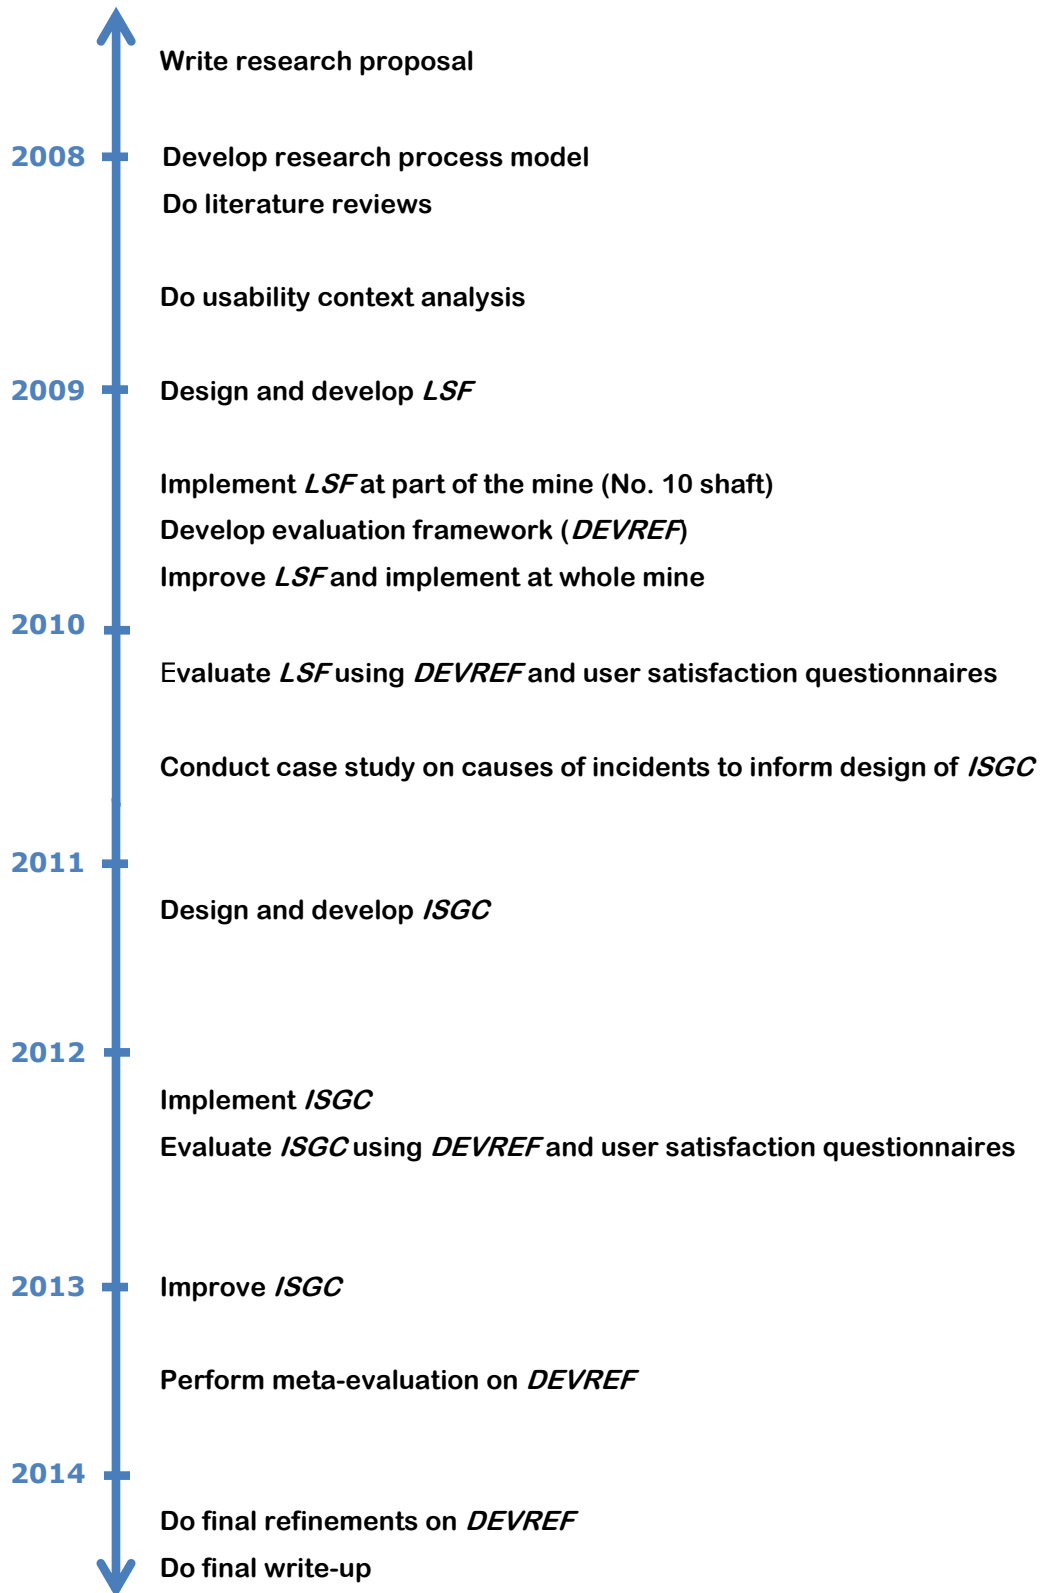 Write research proposal
2008 Develop research process model
Do literature reviews
Do usability context analysis
2009 Design and develop LSF
Implement LSF at part of the mine (No. 10 shaft)
Develop evaluation framework (DEVREF)
Improve LSF and implement at whole mine
2010
Evaluate LSF using DEVREF and user satisfaction questionnaires
Conduct case study on causes of incidents to inform design of ISGC
2011
Design and develop ISGC
2012
Implement ISGC
Evaluate ISGC using DEVREF and user satisfaction questionnaires
2013 Improve ISGC
Perform meta-evaluation on DEVREF
2014
Do final refinements on DEVREF
Do final write-up